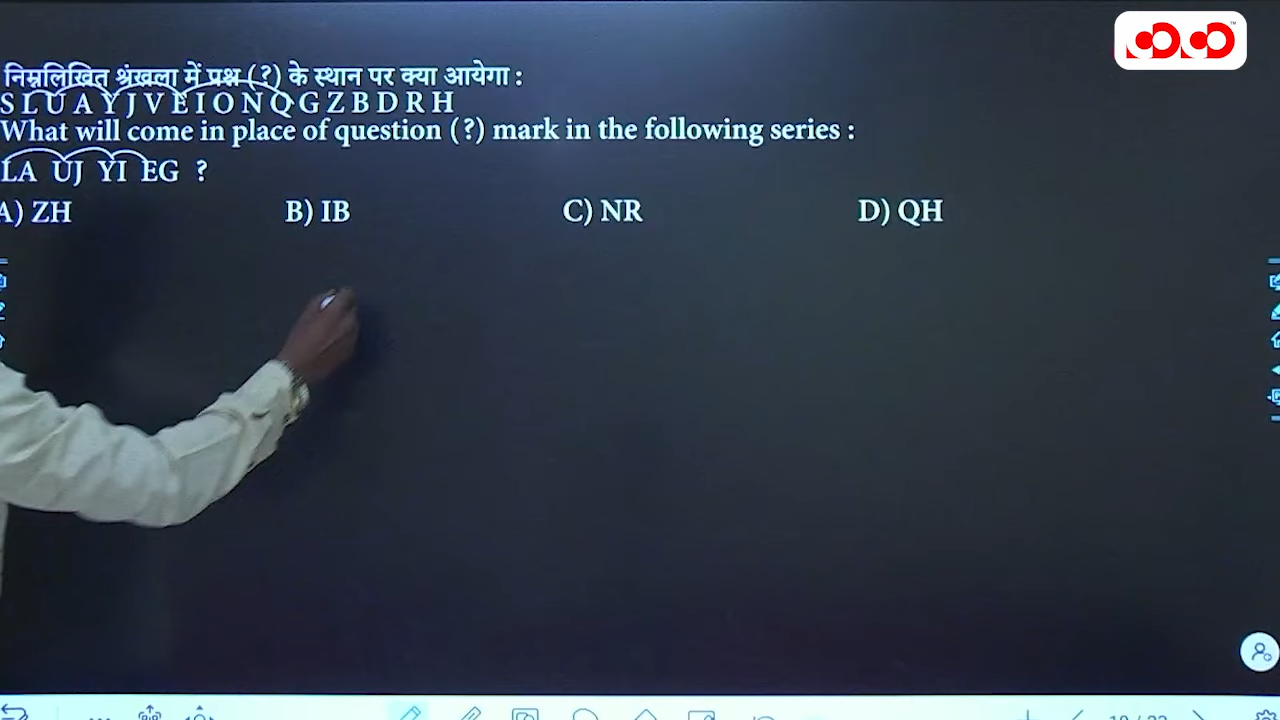 निम्नलिखित श्रंखला में प्रश्न (?) के स्थान पर क्या आयेगा :
S L U A Y J V E I O N Q G Z B D R H
What will come in place of question (?) mark in the following series :
LA UJ YI EG ?
A) ZH B) IB C) NR D) QH